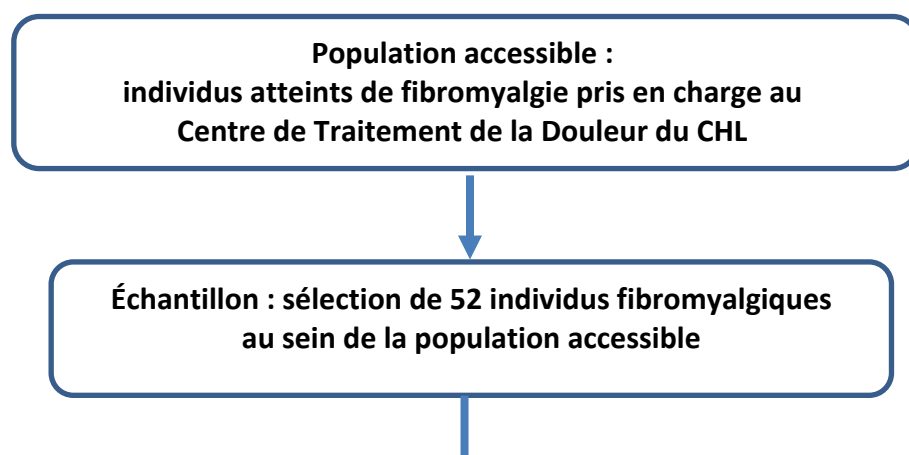 Population accessible :
individus atteints de fibromyalgie pris en charge au
Centre de Traitement de la Douleur du CHL
Échantillon : sélection de 52 individus fibromyalgiques
au sein de la population accessible